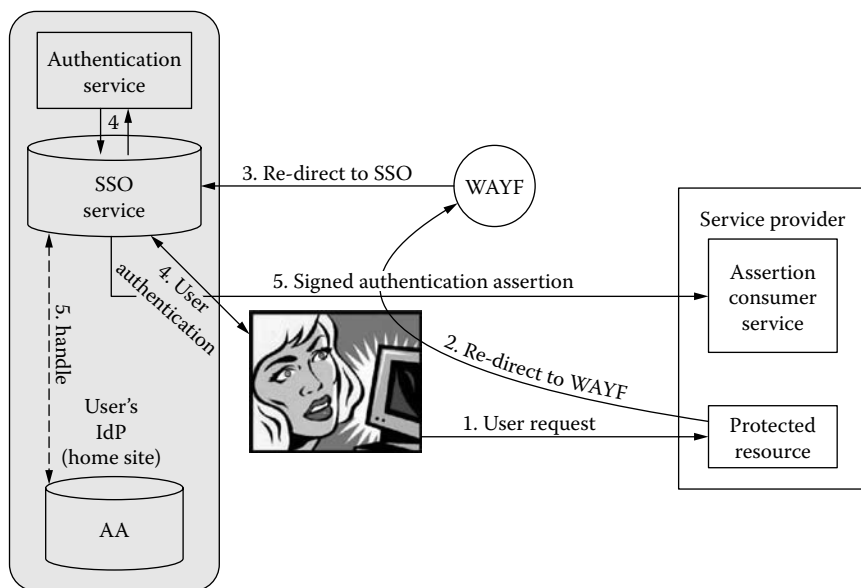 Authentication
service
4
SSO
service
3. Re-direct to SSO
WAYF
Service provider
Assertion
consumer
service
5. Signed authentication assertion
4. User
authentication
2. Re-direct to WAYF
5. handle
1. User request
Protected
resource
User's
IdP
(home site)
AA